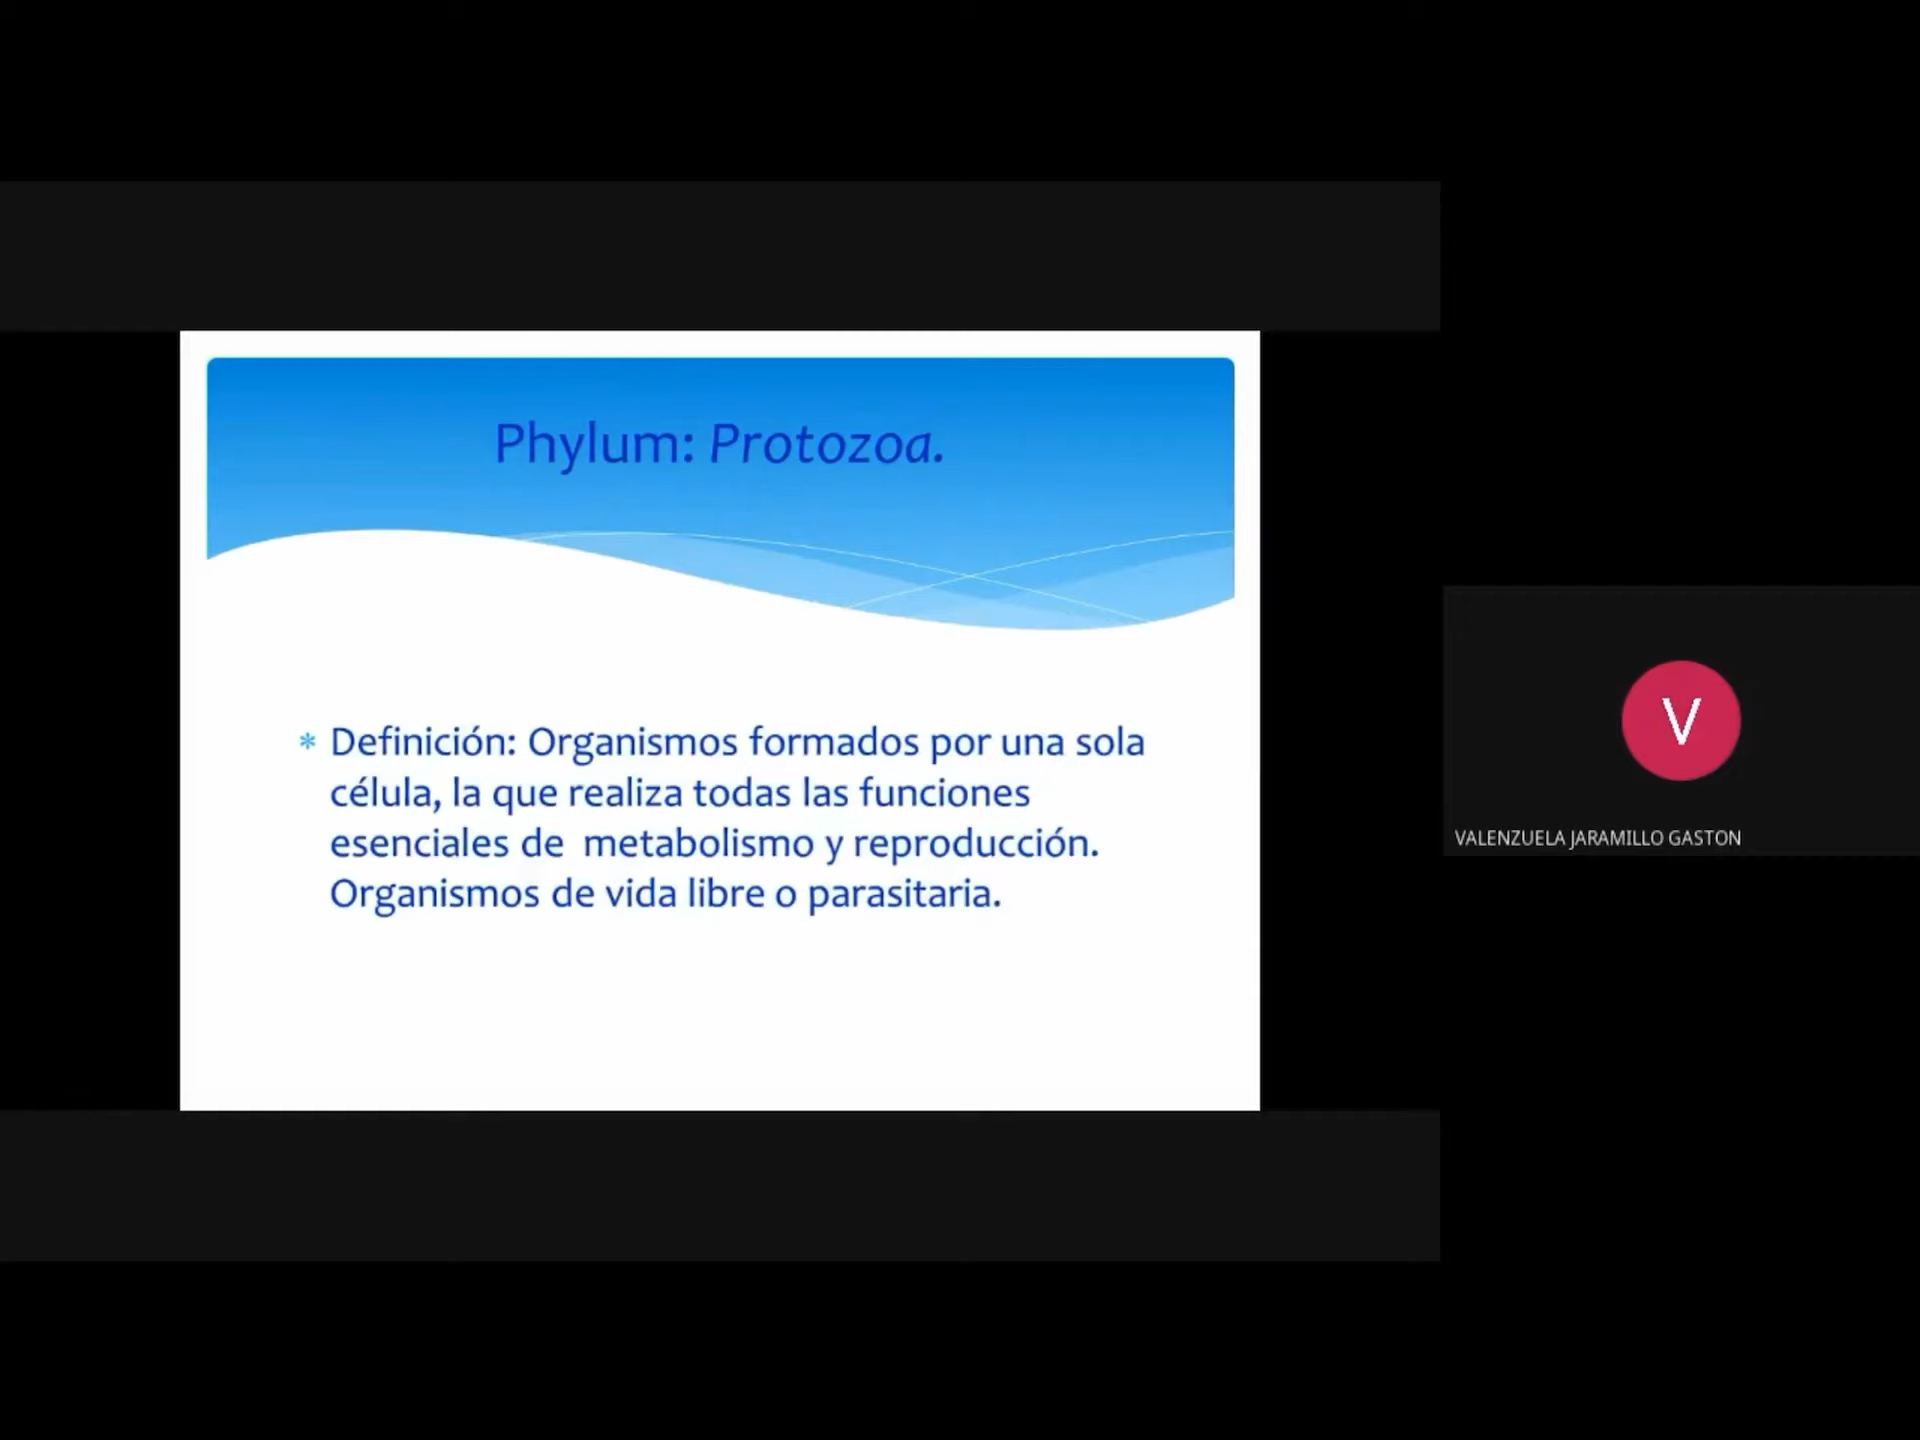 Phylum: Protozoa.
* Definición: Organismos formados por una sola
célula, la que realiza todas las funciones
esenciales de  metabolismo y reproducción.
Organismos de vida libre o parasitaria.
V
VALENZUELA JARAMILLO GASTON